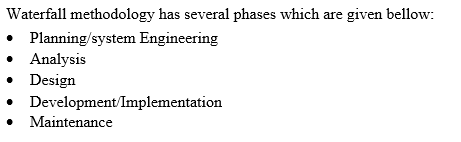 Waterfall methodology has several phases which are given bellow:
• Planning/system Engineering
• Analysis
• Design
• Development/Implementation
• Maintenance